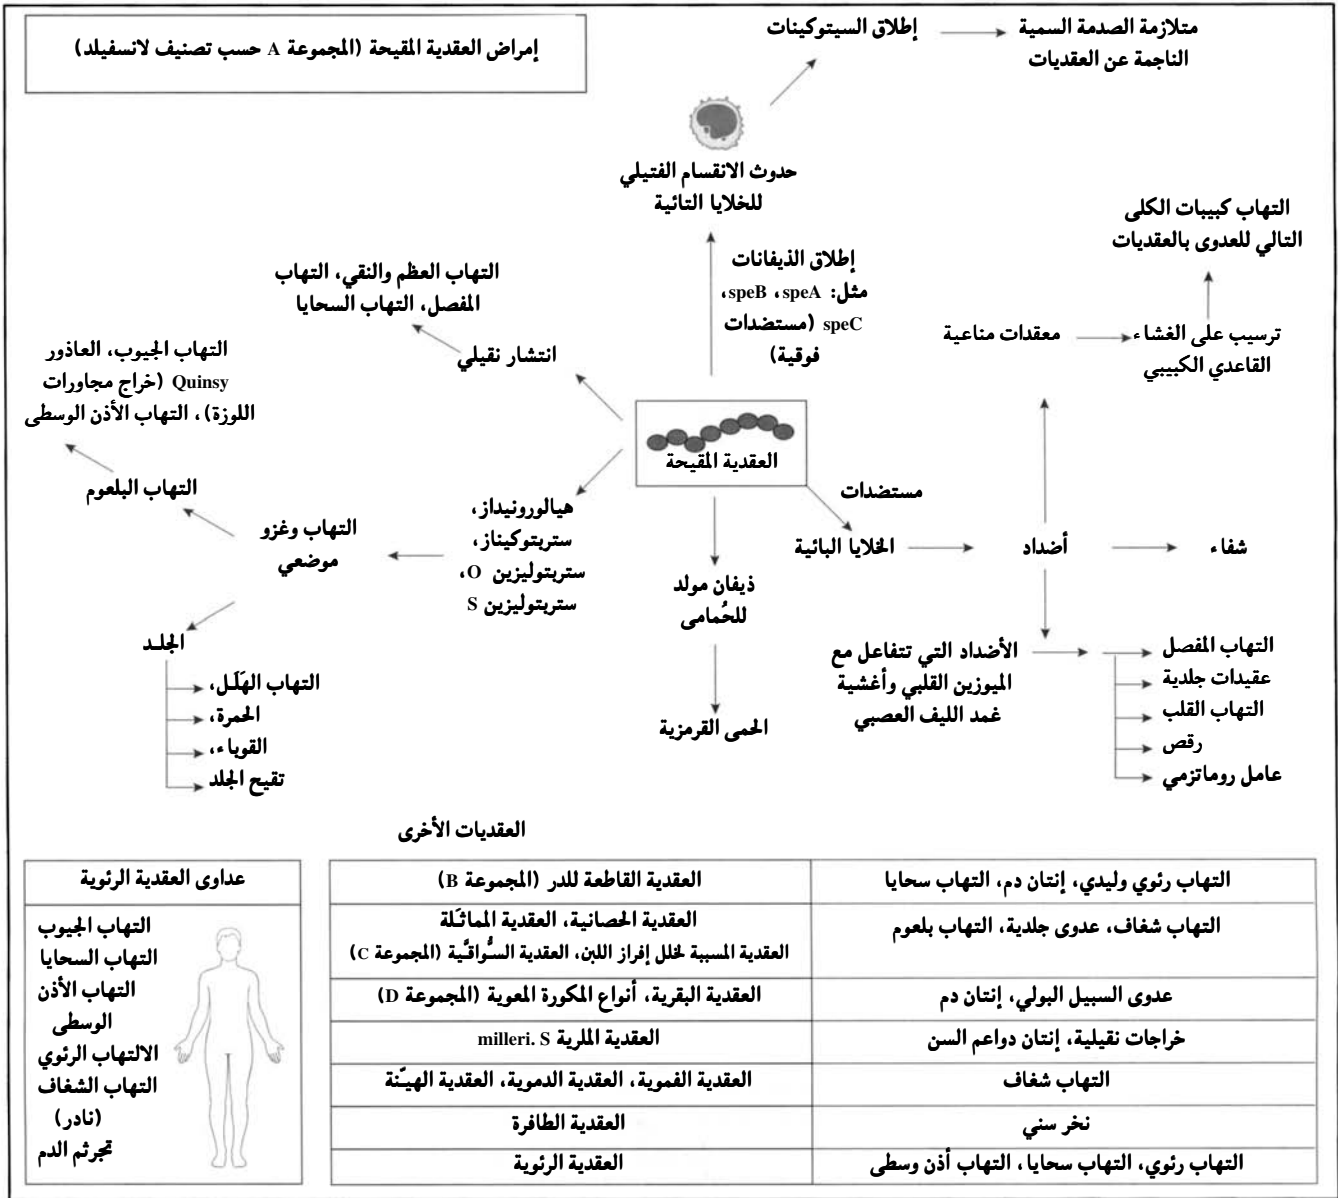 إمراض العقدية المقيحة (المجموعة A حسب تصنيف لانسفيلد)
إطلاق السيتوكينات
متلازمة الصدمة السمية
الناجمة عن العقديات
حدوث الانقسام الفتيلي
للخلايا التائية
إطلاق الذيفانات
مثل: speA، speB،
speC (مستضدات
فوقية)
التهاب كبيبات الكلى
التالي للعدوى بالعقديات
معقدات مناعية
ترسيب على الغشاء
القاعدي الكبيبي
التهاب العظم والنقي، التهاب
المفصل، التهاب السحايا
انتشار نقيلي
التهاب الجيوب، العاذور
Quinsy (خراج مجاورات
اللوزة)، التهاب الأذن الوسطى
العقدية المقيحة
مستضدات
الخلايا البائية
أضداد
شفاء
التهاب البلعوم
التهاب وغزو
موضعي
هيالورونيداز،
ستريتوكيناز،
ستريتوليزين O،
ستريتوليزين S
ذيفان مولد
للحُمامى
الحمى القرمزية
الأضداد التي تتفاعل مع
الميوزين القلبي وأغشية
غمد الليف العصبي
التهاب المفصل
عقيدات جلدية
التهاب القلب
رقص
عامل روماتزمي
الجلـد
التهاب الهَلَـل،
الحمرة،
القوباء،
تقيح الجلد
العقديات الأخرى
عداوى العقدية الرئوية
التهاب الجيوب
التهاب السحايا
التهاب الأذن
الوسطى
الالتهاب الرئوي
التهاب الشغاف
(نادر)
تجرثم الدم
العقدية القاطعة للدر (المجموعة B)
التهاب رئوي وليدي، إنتان دم، التهاب سحايا
العقدية الحصانية، العقدية المماثـَلة
العقدية المسببة لخلل إفراز اللبن، العقدية السُّواقيَّة (المجموعة C)
التهاب شغاف، عدوى جلدية، التهاب بلعوم
العقدية البقرية، أنواع المكورة المعوية (المجموعة D)
عدوى السبيل البولي، إنتان دم
العقدية الملرية milleri. S
خراجات نقيلية، إنتان دواعم السن
العقدية الفموية، العقدية الدموية، العقدية الهيـّنة
التهاب شغاف
العقدية الطافرة
نخر سني
العقدية الرئوية
التهاب رئوي، التهاب سحايا، التهاب أذن وسطى